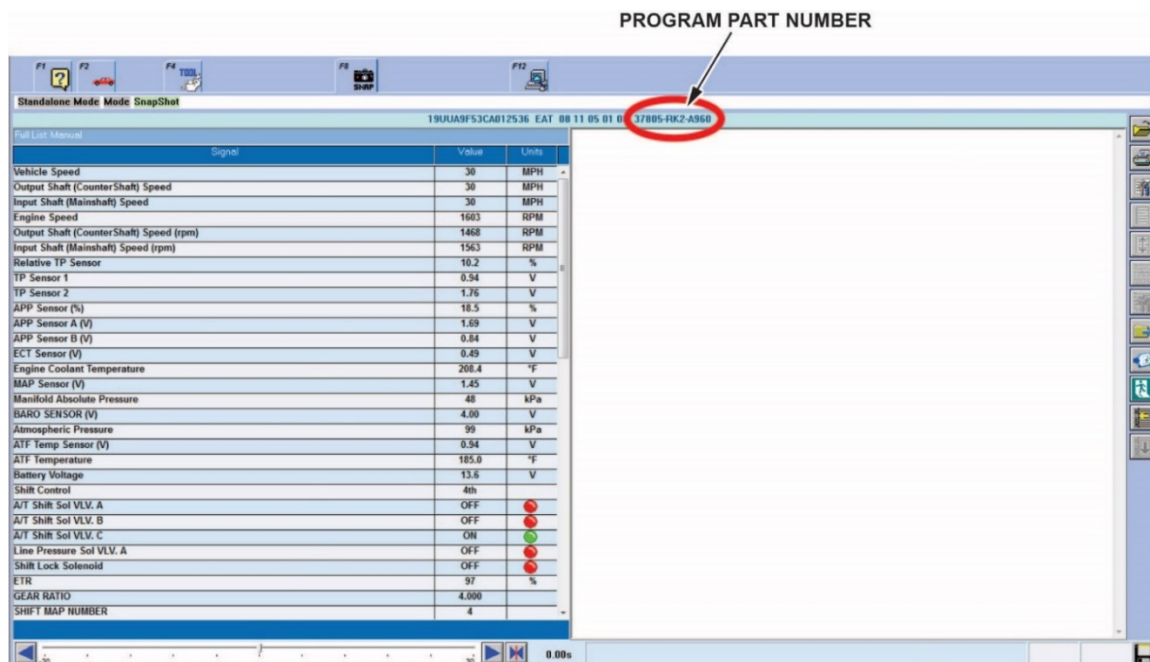 PROGRAM PART NUMBER
F1 F2 F4 TOOL F8 SNAP F12
Standalone Mode Mode SnapShot
19UUA9F53CA012536 EAT 08 11 05 01 37805-RK2-A960
Full List Manual
Signal Value Units
Vehicle Speed 30 MPH
Output Shaft (CounterShaft) Speed 30 MPH
Input Shaft (Mainshaft) Speed 30 MPH
Engine Speed 1603 RPM
Output Shaft (CounterShaft) Speed (rpm) 1468 RPM
Input Shaft (Mainshaft) Speed (rpm) 1563 RPM
Relative TP Sensor 10.2 %
TP Sensor 1 0.94 V
TP Sensor 2 1.76 V
APP Sensor (%) 18.5 %
APP Sensor A (V) 1.69 V
APP Sensor B (V) 0.84 V
ECT Sensor (V) 0.49 V
Engine Coolant Temperature 208.4 °F
MAP Sensor (V) 1.45 V
Manifold Absolute Pressure 48 kPa
BARO SENSOR (V) 4.00 V
Atmospheric Pressure 99 kPa
ATF Temp Sensor (V) 0.94 V
ATF Temperature 185.0 °F
Battery Voltage 13.6 V
Shift Control 4th
A/T Shift Sol VLV. A OFF
A/T Shift Sol VLV. B OFF
A/T Shift Sol VLV. C ON
Line Pressure Sol VLV. A OFF
Shift Lock Solenoid OFF
ETR 97 %
GEAR RATIO 4.000
SHIFT MAP NUMBER 4
0.00s